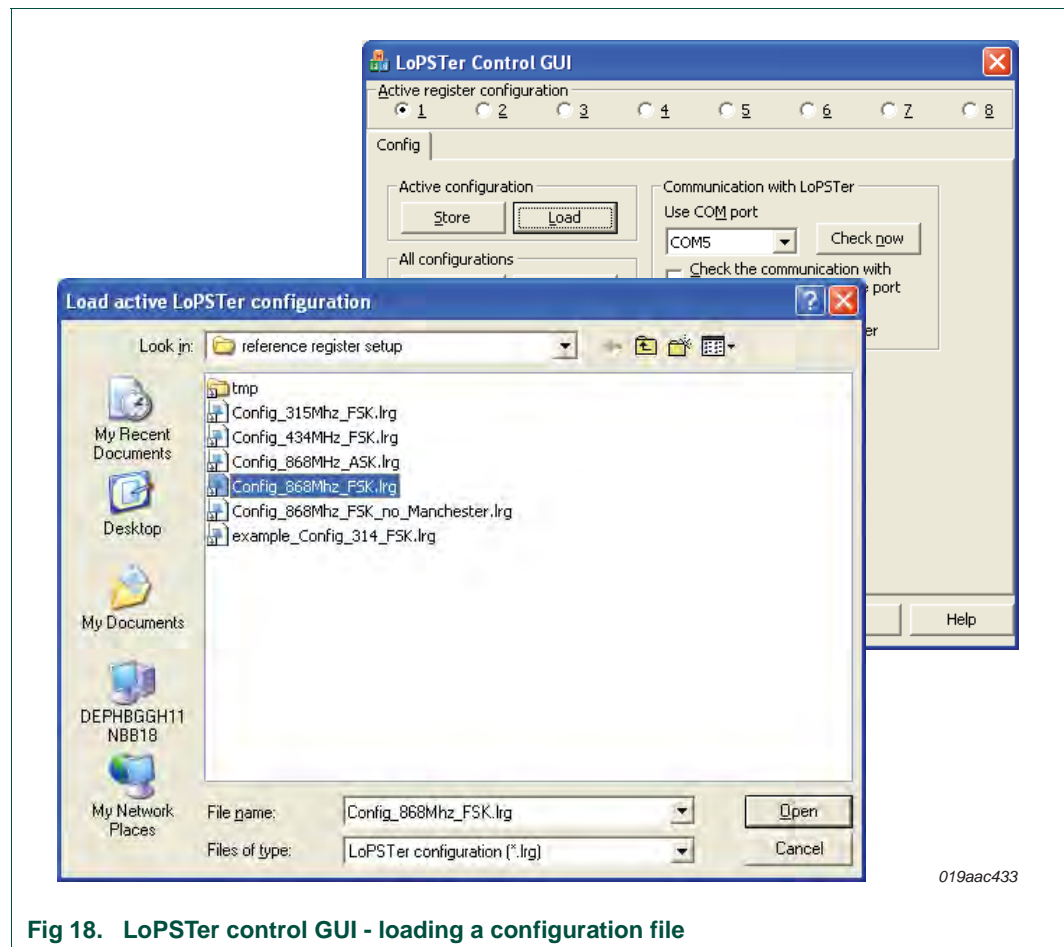 LoPSTer Control GUI
Active register configuration
1 2 3 4 5 6 7 8
Config
Active configuration
Store Load
All configurations
Communication with LoPSTer
Use COM port
COM5 Check now
Check the communication with
port
er
Load active LoPSTer configuration
Look in: reference register setup
tmp
Config_315Mhz_FSK.lrg
Config_434MHz_FSK.lrg
Config_868MHz_ASK.lrg
Config_868Mhz_FSK.lrg
Config_868Mhz_FSK_no_Manchester.lrg
example_Config_314_FSK.lrg
My Recent
Documents
Desktop
My Documents
DEPHBGGH11
NBB18
My Network
Places
File name: Config_868Mhz_FSK.lrg Open
Files of type: LoPSTer configuration (*.lrg) Cancel
Help
019aac433
Fig 18. LoPSTer control GUI - loading a configuration file